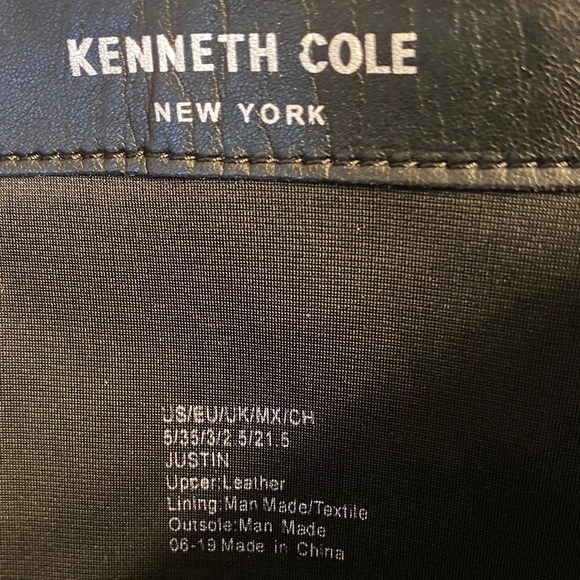 KENNETH COLE
NEW YORK
US/EU/UK/MX/CH
5/35/3/2.5/21.5
JUSTIN
Upper:Leather
Lining:Man Made/Textile
Outsole:Man Made
06-19 Made in China